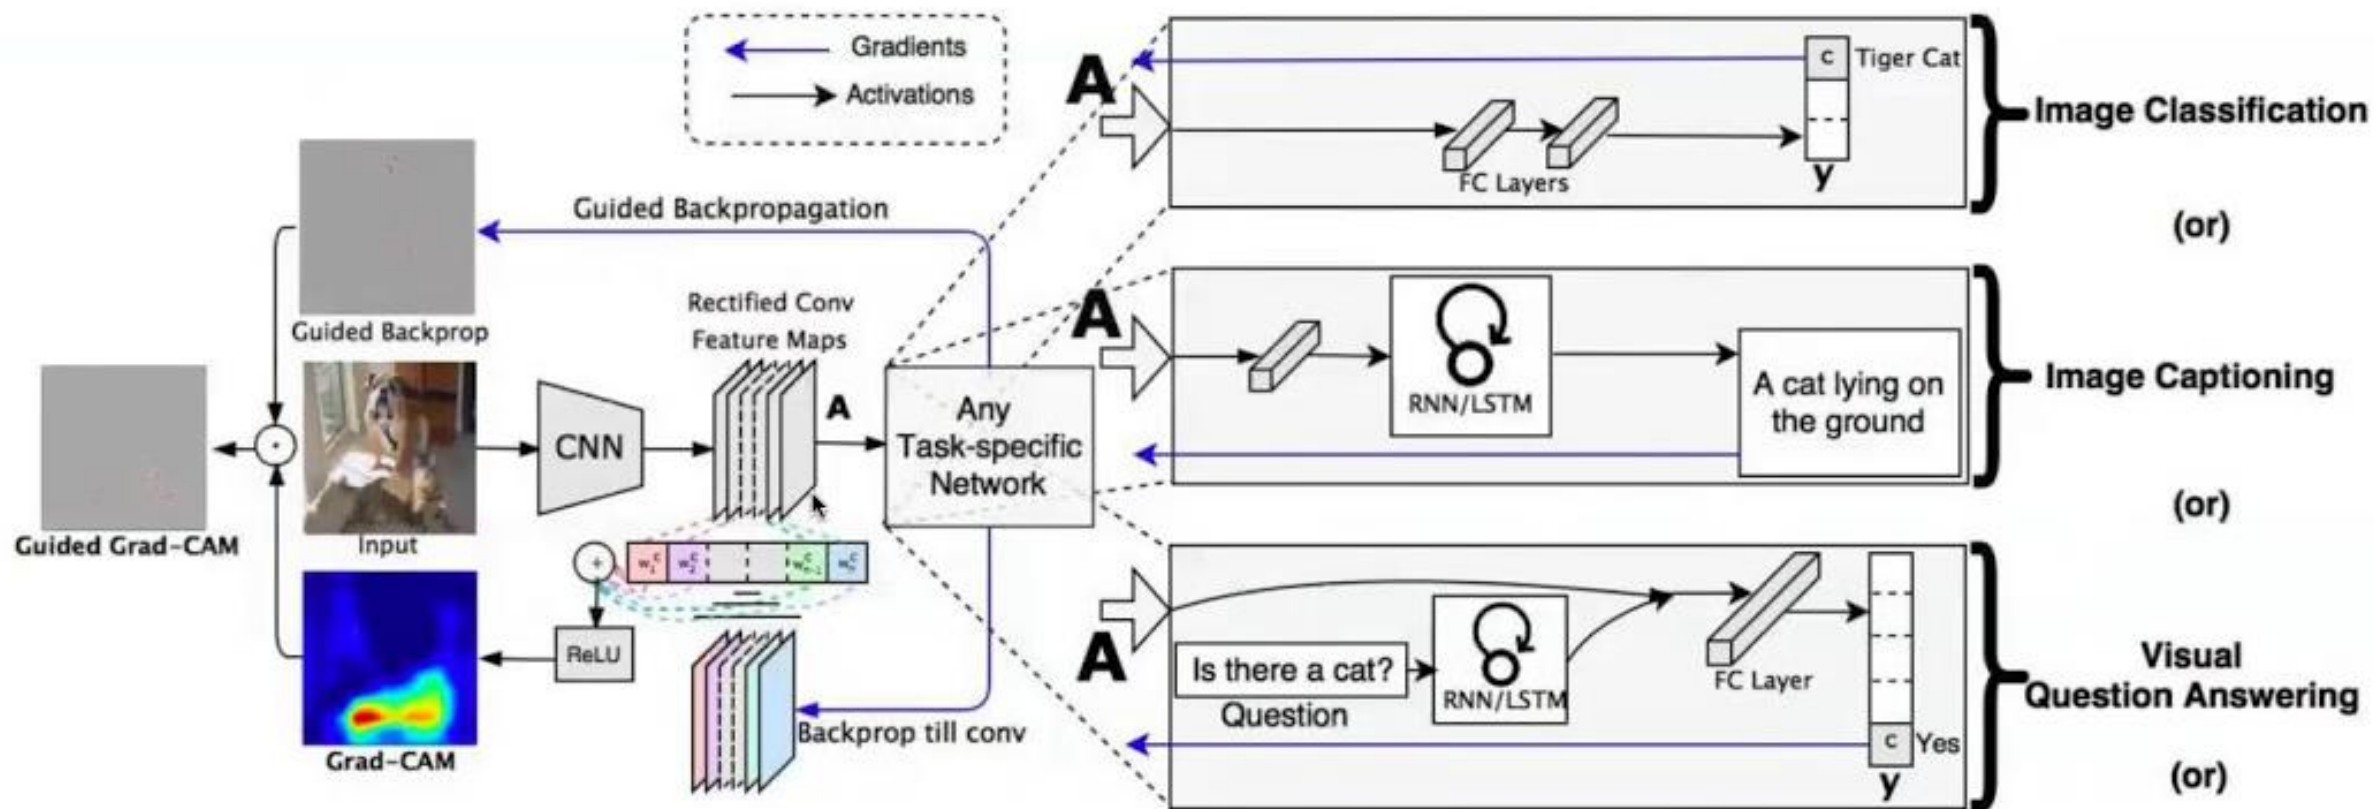 Gradients
Activations
A
Tiger Cat
c
FC Layers
y
Image Classification
(or)
Guided Backpropagation
Guided Backprop
Rectified Conv
Feature Maps
A
A
RNN/LSTM
A cat lying on
the ground
Image Captioning
(or)
CNN
Any
Task-specific
Network
Guided Grad-CAM
Input
+
w₁ᶜ w₂ᶜ
ReLU
Grad-CAM
Backprop till conv
A
Is there a cat?
Question
RNN/LSTM
FC Layer
c
Yes
y
Visual
Question Answering
(or)